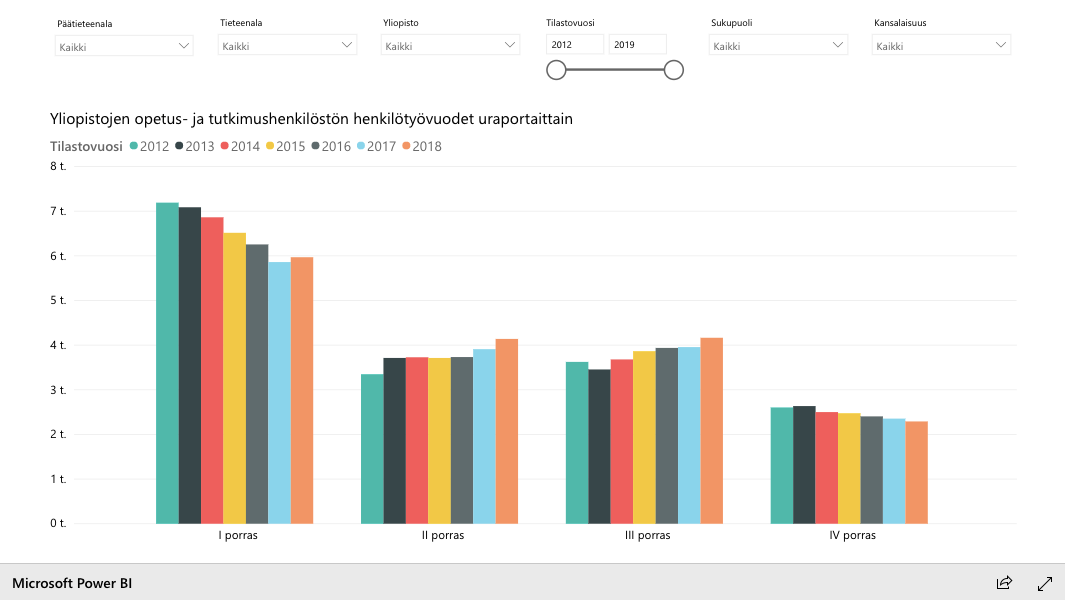 Päätieteenala
Tieteenala
Yliopisto
Tilastovuosi
Sukupuoli
Kansalaisuus
Kaikki
Kaikki
Kaikki
2012
2019
Kaikki
Kaikki
Yliopistojen opetus- ja tutkimushenkilöstön henkilötyövuodet uraportaittain
Tilastovuosi 2012 2013 2014 2015 2016 2017 2018
8 t.
7 t.
6 t.
5 t.
4 t.
3 t.
2 t.
1 t.
0 t.
I porras
II porras
III porras
IV porras
Microsoft Power BI